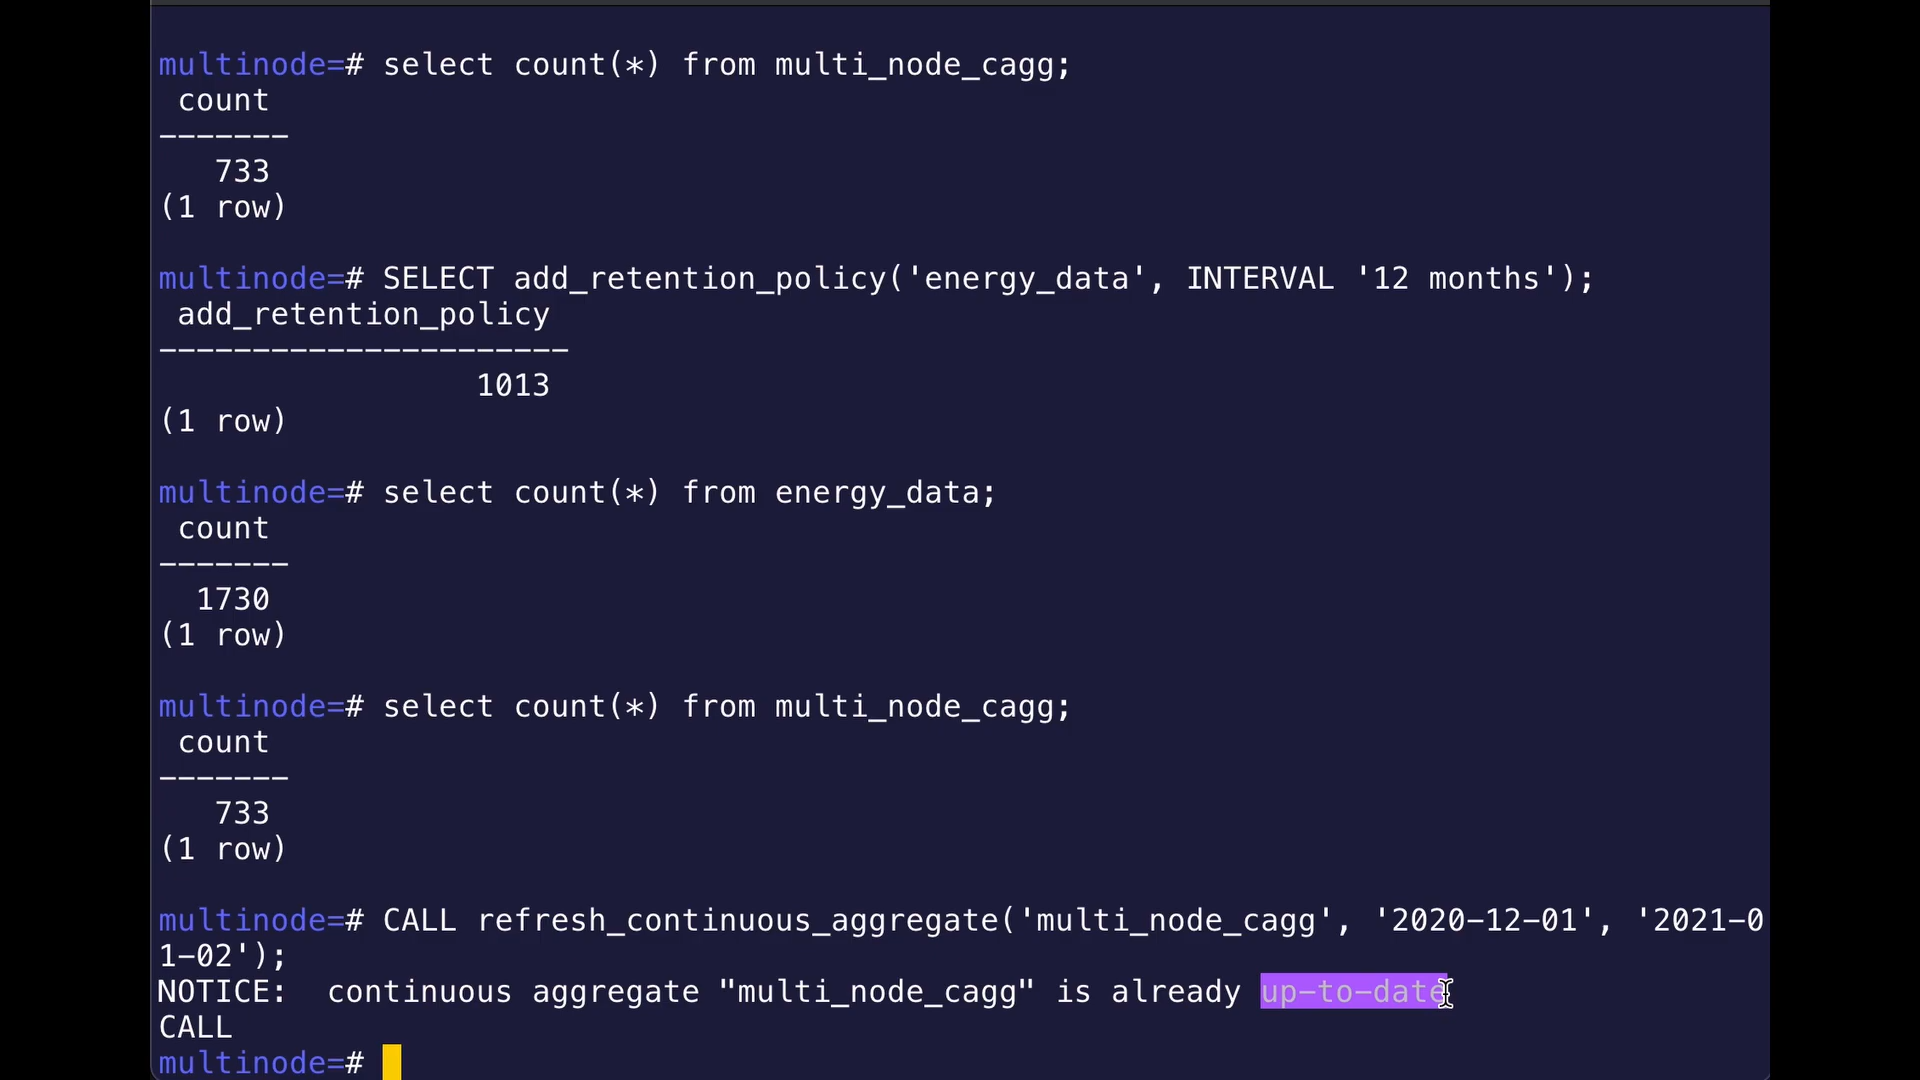 multinode=# select count(*) from multi_node_cagg;
 count
-------
   733
(1 row)

multinode=# SELECT add_retention_policy('energy_data', INTERVAL '12 months');
 add_retention_policy
----------------------
                 1013
(1 row)

multinode=# select count(*) from energy_data;
 count
-------
  1730
(1 row)

multinode=# select count(*) from multi_node_cagg;
 count
-------
   733
(1 row)

multinode=# CALL refresh_continuous_aggregate('multi_node_cagg', '2020-12-01', '2021-0
1-02');
NOTICE:  continuous aggregate "multi_node_cagg" is already up-to-date
CALL
multinode=#